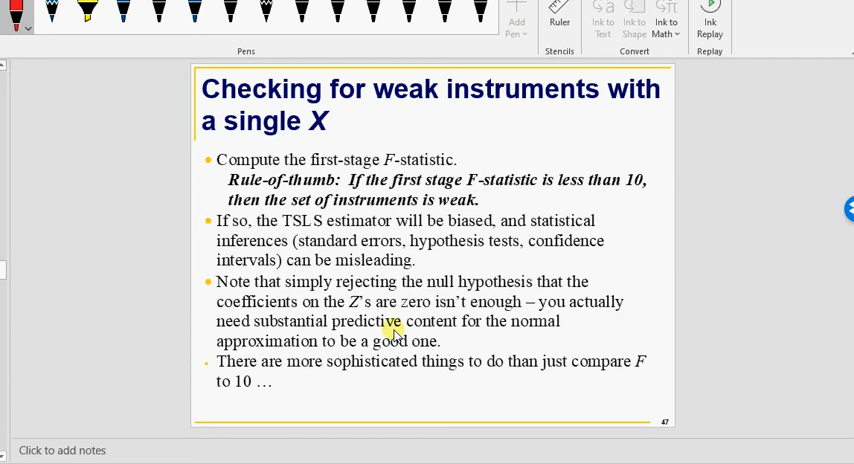 Add
Pen
Ruler
Ink to
Text
Ink to
Shape
Ink to
Math
Ink
Replay
Pens
Stencils
Convert
Replay
Checking for weak instruments with
a single X
• Compute the first-stage F-statistic.
Rule-of-thumb: If the first stage F-statistic is less than 10,
then the set of instruments is weak.
• If so, the TSLS estimator will be biased, and statistical
inferences (standard errors, hypothesis tests, confidence
intervals) can be misleading.
• Note that simply rejecting the null hypothesis that the
coefficients on the Z’s are zero isn’t enough – you actually
need substantial predictive content for the normal
approximation to be a good one.
• There are more sophisticated things to do than just compare F
to 10 …
47
Click to add notes